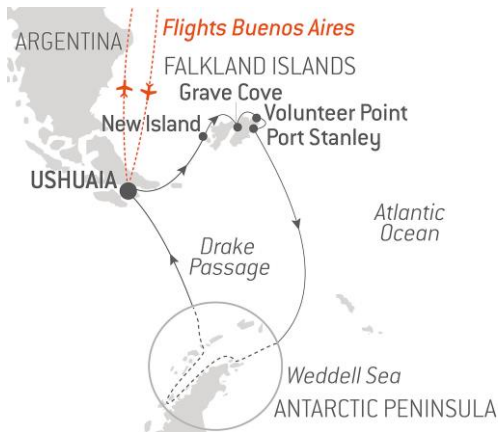 Flights Buenos Aires
ARGENTINA
FALKLAND ISLANDS
Grave Cove
Volunteer Point
New Island
Port Stanley
USHUAIA
Atlantic
Ocean
Drake
Passage
Weddell Sea
ANTARCTIC PENINSULA